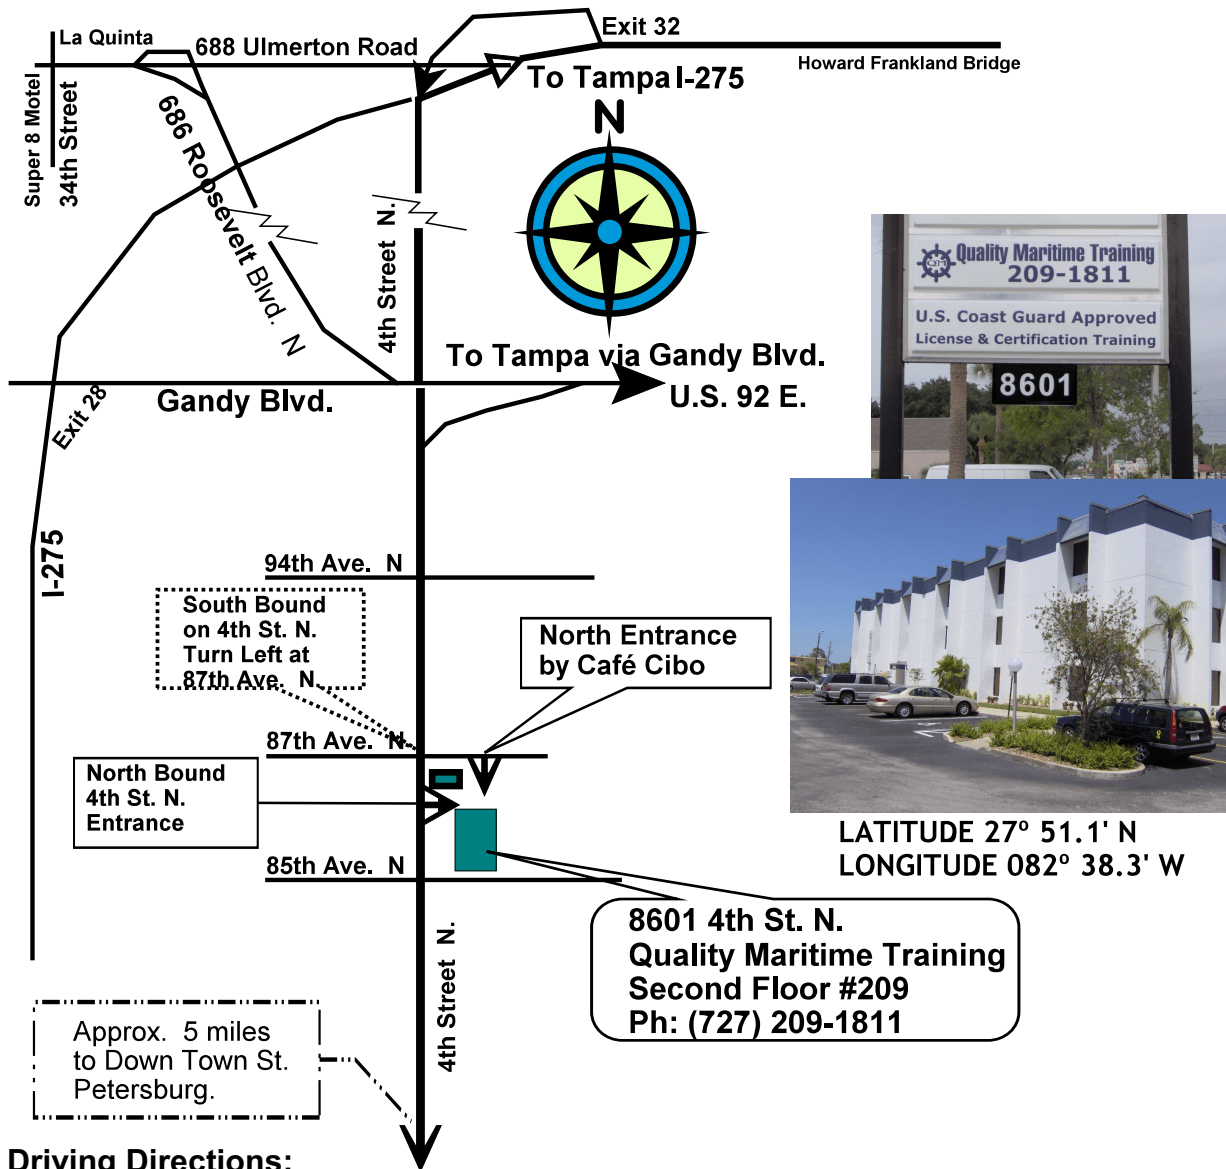 Exit 32
La Quinta
688 Ulmerton Road
Howard Frankland Bridge
To Tampa I-275
Super 8 Motel
34th Street
686 Roosevelt Blvd. N
4th Street N.
N
Quality Maritime Training
209-1811
U.S. Coast Guard Approved
License & Certification Training
8601
To Tampa via Gandy Blvd.
U.S. 92 E.
Gandy Blvd.
Exit 28
I-275
94th Ave. N
South Bound
on 4th St. N.
Turn Left at
87th Ave. N.
North Entrance
by Café Cibo
87th Ave. N
North Bound
4th St. N.
Entrance
85th Ave. N
LATITUDE 27º 51.1' N
LONGITUDE 082º 38.3' W
8601 4th St. N.
Quality Maritime Training
Second Floor #209
Ph: (727) 209-1811
4th Street N.
Approx. 5 miles
to Down Town St.
Petersburg.
Driving Directions: